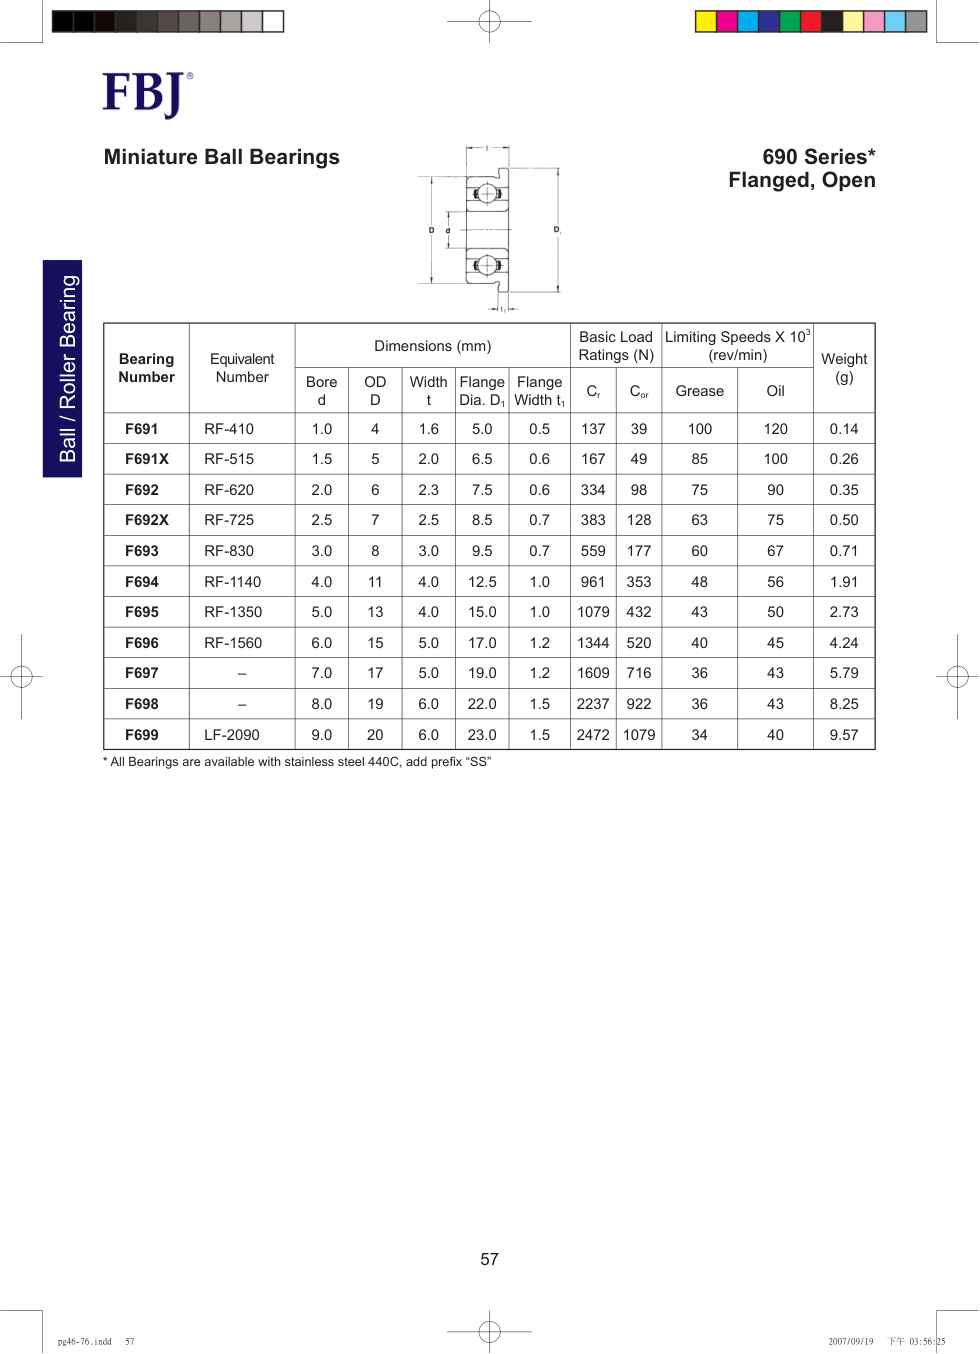 FBJ®
Miniature Ball Bearings
690 Series*
Flanged, Open
t
D d D1
t1
Ball / Roller Bearing
Bearing Number Equivalent Number Dimensions (mm) Basic Load Ratings (N) Limiting Speeds X 10³ (rev/min) Weight (g)
Bore d OD D Width t Flange Dia. D1 Flange Width t1 Cr Cor Grease Oil
F691 RF-410 1.0 4 1.6 5.0 0.5 137 39 100 120 0.14
F691X RF-515 1.5 5 2.0 6.5 0.6 167 49 85 100 0.26
F692 RF-620 2.0 6 2.3 7.5 0.6 334 98 75 90 0.35
F692X RF-725 2.5 7 2.5 8.5 0.7 383 128 63 75 0.50
F693 RF-830 3.0 8 3.0 9.5 0.7 559 177 60 67 0.71
F694 RF-1140 4.0 11 4.0 12.5 1.0 961 353 48 56 1.91
F695 RF-1350 5.0 13 4.0 15.0 1.0 1079 432 43 50 2.73
F696 RF-1560 6.0 15 5.0 17.0 1.2 1344 520 40 45 4.24
F697 – 7.0 17 5.0 19.0 1.2 1609 716 36 43 5.79
F698 – 8.0 19 6.0 22.0 1.5 2237 922 36 43 8.25
F699 LF-2090 9.0 20 6.0 23.0 1.5 2472 1079 34 40 9.57
* All Bearings are available with stainless steel 440C, add prefix “SS”
57
pg46-76.indd 57
2007/09/19 下午 03:56:25